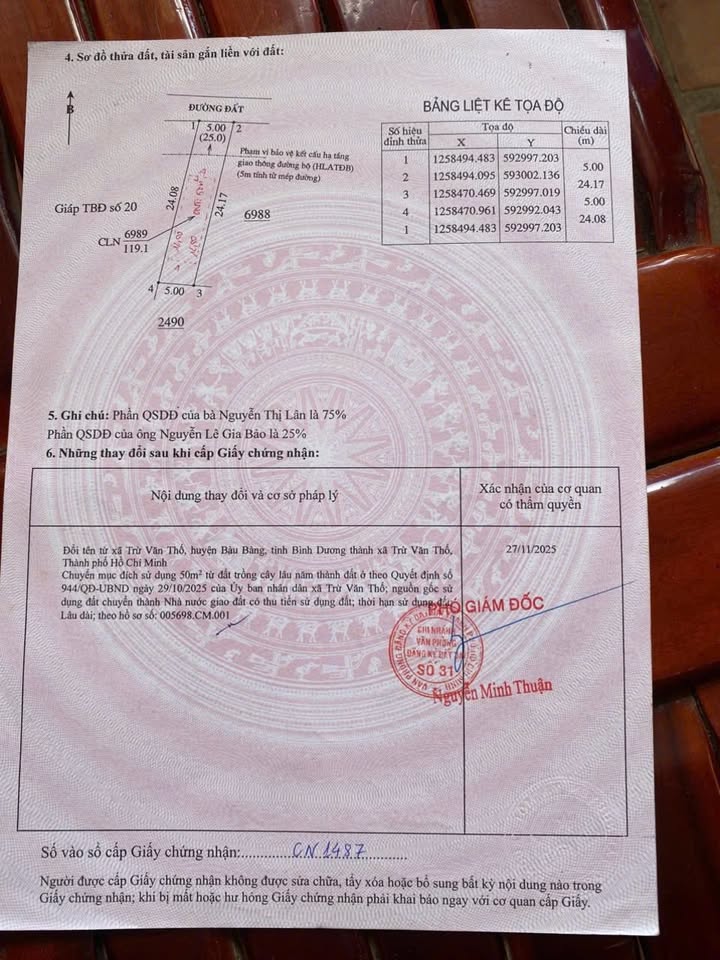 4. Sơ đồ thửa đất, tài sản gắn liền với đất:
B
ĐƯỜNG ĐẤT
1 5.00 2
(25.0)
Phạm vi bảo vệ kết cấu hạ tầng
giao thông đường bộ (HLATĐB)
(5m tính từ mép đường)
24.08
24.17
Giáp TBĐ số 20
6988
CLN 6989
119.1
4 5.00 3
2490
BẢNG LIỆT KÊ TỌA ĐỘ
Số hiệu đỉnh thửa Tọa độ Chiều dài (m)
X Y
1 1258494.483 592997.203
5.00
2 1258494.095 593002.136
24.17
3 1258470.469 592997.019
5.00
4 1258470.961 592992.043
24.08
1 1258494.483 592997.203
5. Ghi chú: Phần QSDĐ của bà Nguyễn Thị Lân là 75%
Phần QSDĐ của ông Nguyễn Lê Gia Bảo là 25%
6. Những thay đổi sau khi cấp Giấy chứng nhận:
Nội dung thay đổi và cơ sở pháp lý
Xác nhận của cơ quan
có thẩm quyền
Đổi tên từ xã Trừ Văn Thố, huyện Bàu Bàng, tỉnh Bình Dương thành xã Trừ Văn Thố,
Thành phố Hồ Chí Minh
Chuyển mục đích sử dụng 50m² từ đất trồng cây lâu năm thành đất ở theo Quyết định số
944/QĐ-UBND ngày 29/10/2025 của Ủy ban nhân dân xã Trừ Văn Thố; nguồn gốc sử
dụng đất chuyển thành Nhà nước giao đất có thu tiền sử dụng đất; thời hạn sử dụng đất:
Lâu dài; theo hồ sơ số: 005698.CM.001
27/11/2025
PHÓ GIÁM ĐỐC
CHI NHÁNH
VĂN PHÒNG
ĐĂNG KÝ ĐẤT ĐAI
SỐ 31
Nguyễn Minh Thuận
Số vào sổ cấp Giấy chứng nhận: CN 1487
Người được cấp Giấy chứng nhận không được sửa chữa, tẩy xóa hoặc bổ sung bất kỳ nội dung nào trong
Giấy chứng nhận; khi bị mất hoặc hư hỏng Giấy chứng nhận phải khai báo ngay với cơ quan cấp Giấy.